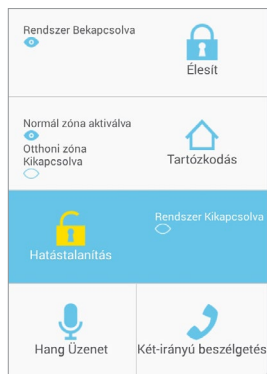 Rendszer Bekapcsolva
Élesít
Normál zóna aktiválva
Otthoni zóna
Kikapcsolva
Tartózkodás
Rendszer Kikapcsolva
Hatástalanítás
Hang Üzenet
Két-irányú beszélgetés